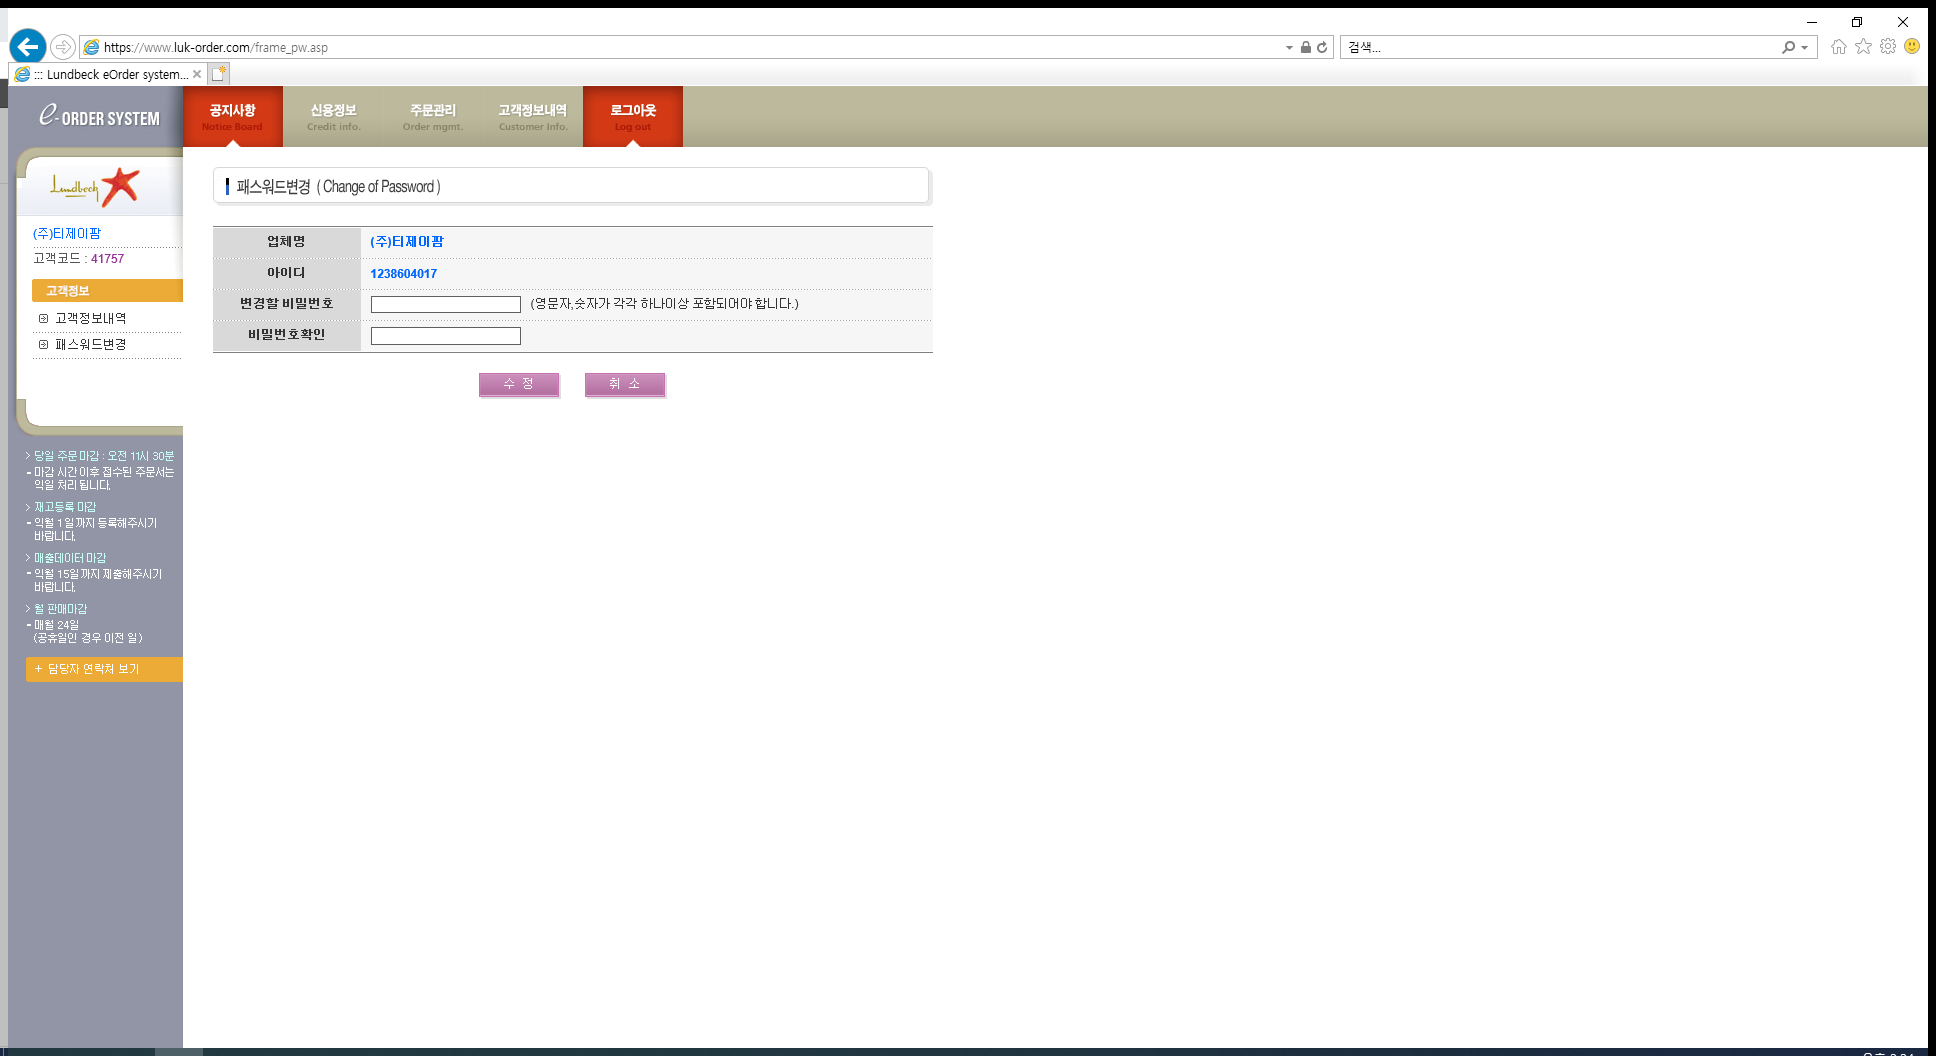 https://www.luk-order.com/frame_pw.asp
검색...
::: Lundbeck eOrder system...
e-ORDER SYSTEM
공지사항
Notice Board
신용정보
Credit info.
주문관리
Order mgmt.
고객정보내역
Customer Info.
로그아웃
Log out
Lundbeck
(주)티제이팜
고객코드 : 41757
고객정보
고객정보내역
패스워드변경
> 당일 주문마감 : 오전 11시 30분
- 마감 시간이후 접수된 주문서는
익일 처리됩니다.
> 재고등록 마감
- 익월 1일까지 등록해주시기
바랍니다.
> 매출데이터 마감
- 익월 15일까지 제출해주시기
바랍니다.
> 월 판매마감
- 매월 24일
(공휴일인 경우 이전 일)
+ 담당자 연락처 보기
패스워드변경 ( Change of Password )
업체명 (주)티제이팜
아이디 1238604017
변경할 비밀번호 (영문자,숫자가 각각 하나이상 포함되어야 합니다.)
비밀번호확인
수 정 취 소